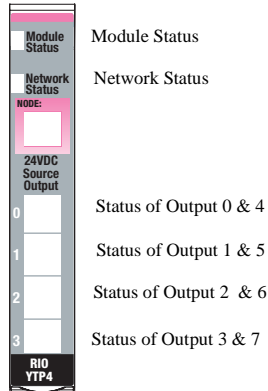 Module
Status
Module Status
Network
Status
Network Status
NODE:
24VDC
Source
Output
0
Status of Output 0 & 4
1
Status of Output 1 & 5
2
Status of Output 2 & 6
3
Status of Output 3 & 7
RIO
YTP4